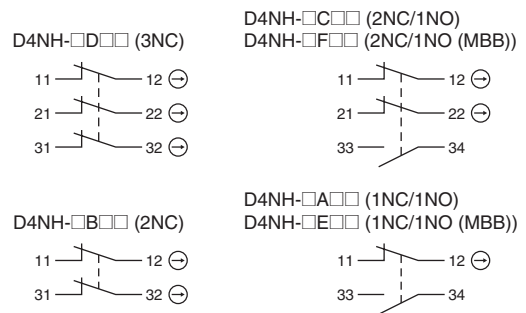 D4NH-□D□□ (3NC)
11 12
21 22
31 32
D4NH-□C□□ (2NC/1NO)
D4NH-□F□□ (2NC/1NO (MBB))
11 12
21 22
33 34
D4NH-□B□□ (2NC)
11 12
31 32
D4NH-□A□□ (1NC/1NO)
D4NH-□E□□ (1NC/1NO (MBB))
11 12
33 34